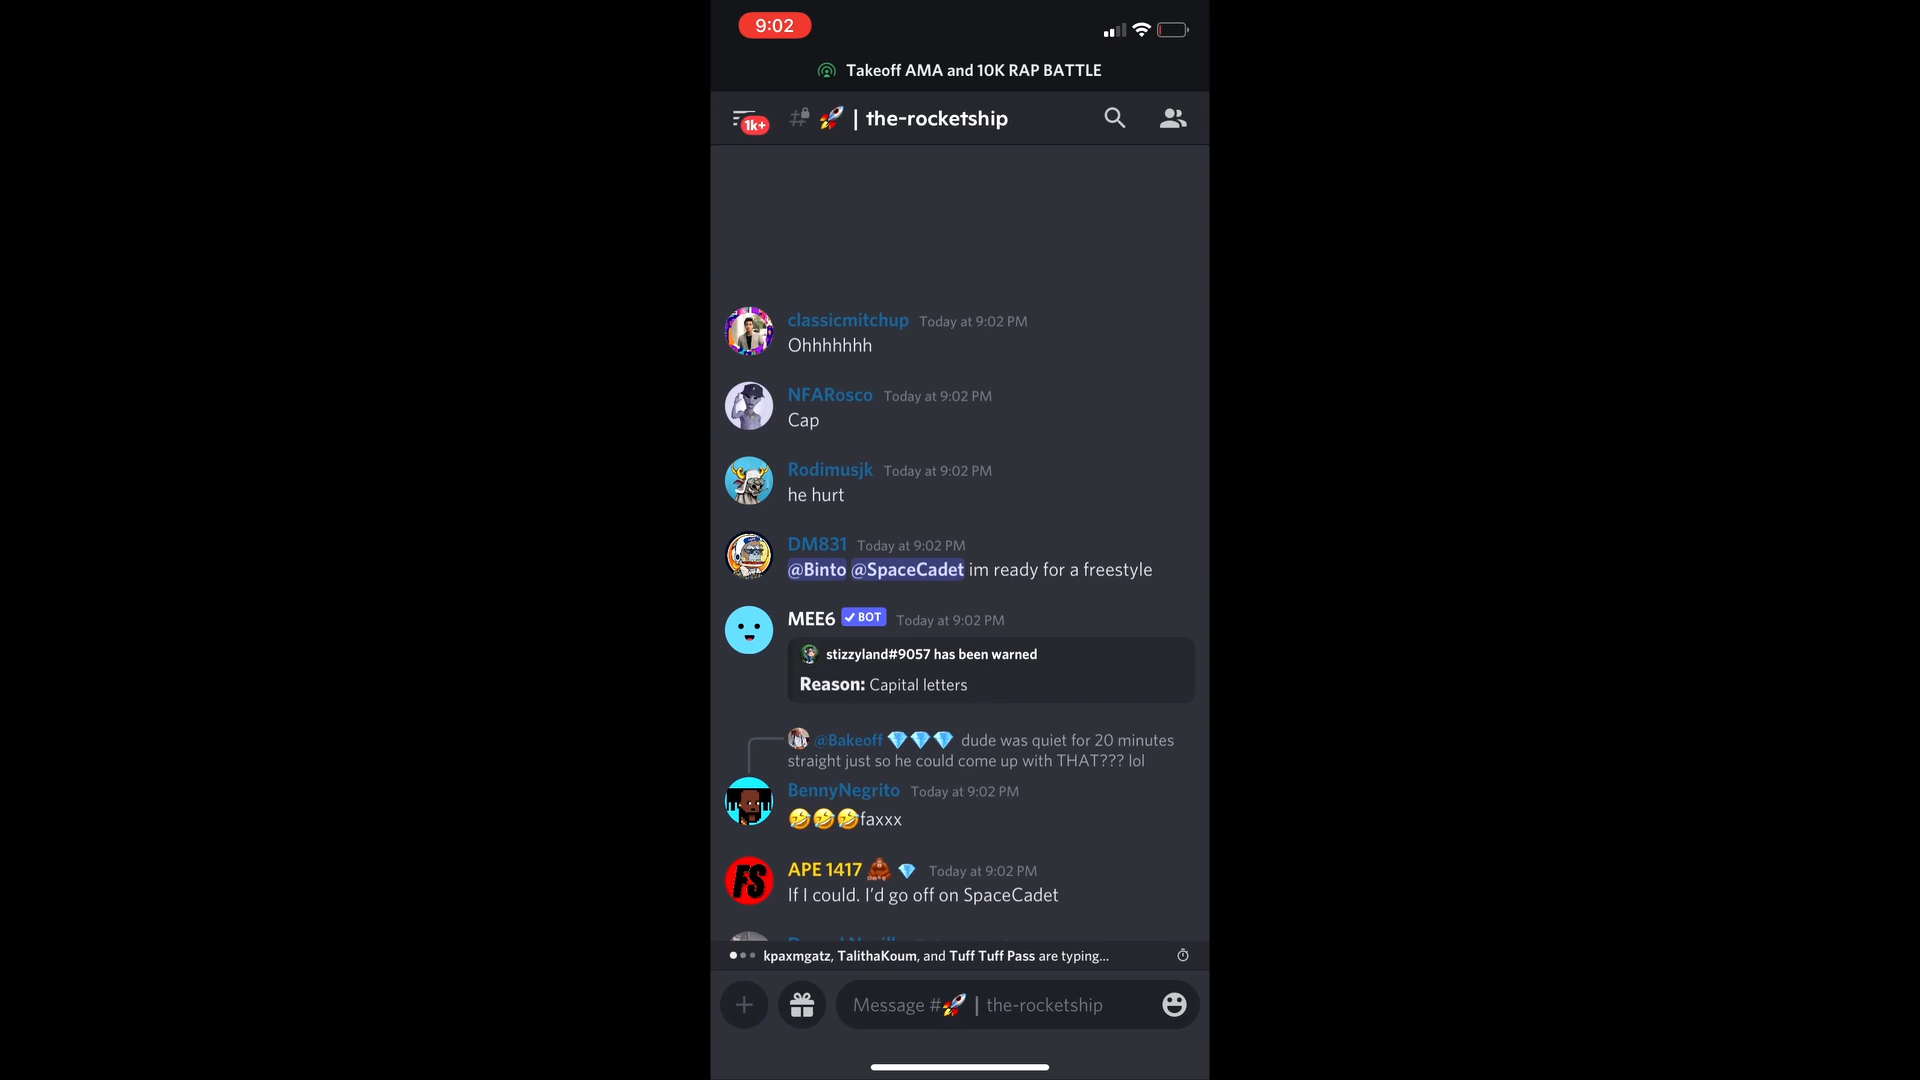 9:02
Takeoff AMA and 10K RAP BATTLE
1k+
# 🚀 | the-rocketship
classicmitchup Today at 9:02 PM
Ohhhhhhh
NFARosco Today at 9:02 PM
Cap
Rodimusjk Today at 9:02 PM
he hurt
DM831 Today at 9:02 PM
@Binto @SpaceCadet im ready for a freestyle
MEE6 ✓ BOT Today at 9:02 PM
stizzyland#9057 has been warned
Reason: Capital letters
@Bakeoff 💎💎💎 dude was quiet for 20 minutes
straight just so he could come up with THAT??? lol
BennyNegrito Today at 9:02 PM
🤣🤣🤣faxxx
FS
APE 1417 🦧 💎 Today at 9:02 PM
If I could. I'd go off on SpaceCadet
kpaxmgatz, TalithaKoum, and Tuff Tuff Pass are typing...
Message #🚀 | the-rocketship